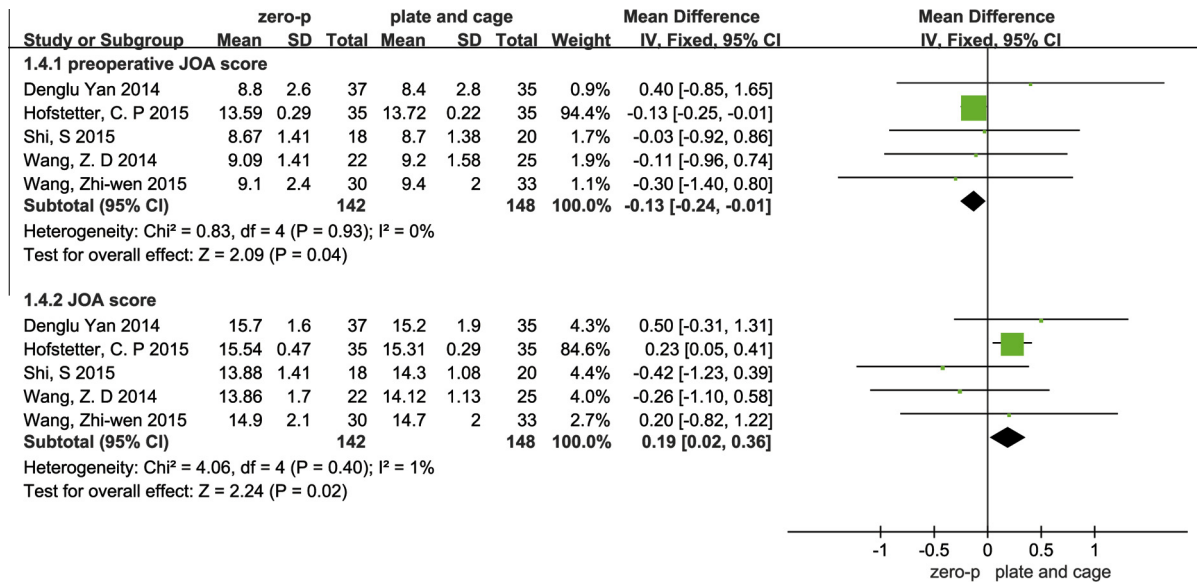 zero-p plate and cage Mean Difference Mean Difference
Study or Subgroup Mean SD Total Mean SD Total Weight IV, Fixed, 95% CI IV, Fixed, 95% CI
1.4.1 preoperative JOA score
Denglu Yan 2014 8.8 2.6 37 8.4 2.8 35 0.9% 0.40 [-0.85, 1.65]
Hofstetter, C. P 2015 13.59 0.29 35 13.72 0.22 35 94.4% -0.13 [-0.25, -0.01]
Shi, S 2015 8.67 1.41 18 8.7 1.38 20 1.7% -0.03 [-0.92, 0.86]
Wang, Z. D 2014 9.09 1.41 22 9.2 1.58 25 1.9% -0.11 [-0.96, 0.74]
Wang, Zhi-wen 2015 9.1 2.4 30 9.4 2 33 1.1% -0.30 [-1.40, 0.80]
Subtotal (95% CI) 142 148 100.0% -0.13 [-0.24, -0.01]
Heterogeneity: Chi² = 0.83, df = 4 (P = 0.93); I² = 0%
Test for overall effect: Z = 2.09 (P = 0.04)
1.4.2 JOA score
Denglu Yan 2014 15.7 1.6 37 15.2 1.9 35 4.3% 0.50 [-0.31, 1.31]
Hofstetter, C. P 2015 15.54 0.47 35 15.31 0.29 35 84.6% 0.23 [0.05, 0.41]
Shi, S 2015 13.88 1.41 18 14.3 1.08 20 4.4% -0.42 [-1.23, 0.39]
Wang, Z. D 2014 13.86 1.7 22 14.12 1.13 25 4.0% -0.26 [-1.10, 0.58]
Wang, Zhi-wen 2015 14.9 2.1 30 14.7 2 33 2.7% 0.20 [-0.82, 1.22]
Subtotal (95% CI) 142 148 100.0% 0.19 [0.02, 0.36]
Heterogeneity: Chi² = 4.06, df = 4 (P = 0.40); I² = 1%
Test for overall effect: Z = 2.24 (P = 0.02)
-1 -0.5 0 0.5 1
zero-p plate and cage